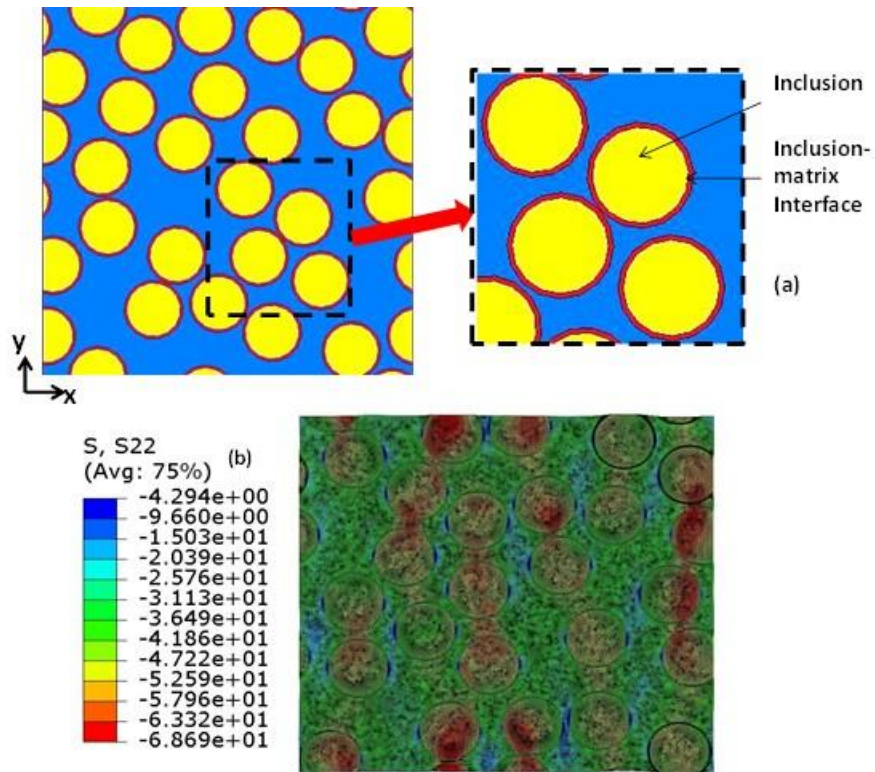 Inclusion
Inclusion-
matrix
Interface
(a)
y
x
S, S22
(b)
(Avg: 75%)
-4.294e+00
-9.660e+00
-1.503e+01
-2.039e+01
-2.576e+01
-3.113e+01
-3.649e+01
-4.186e+01
-4.722e+01
-5.259e+01
-5.796e+01
-6.332e+01
-6.869e+01